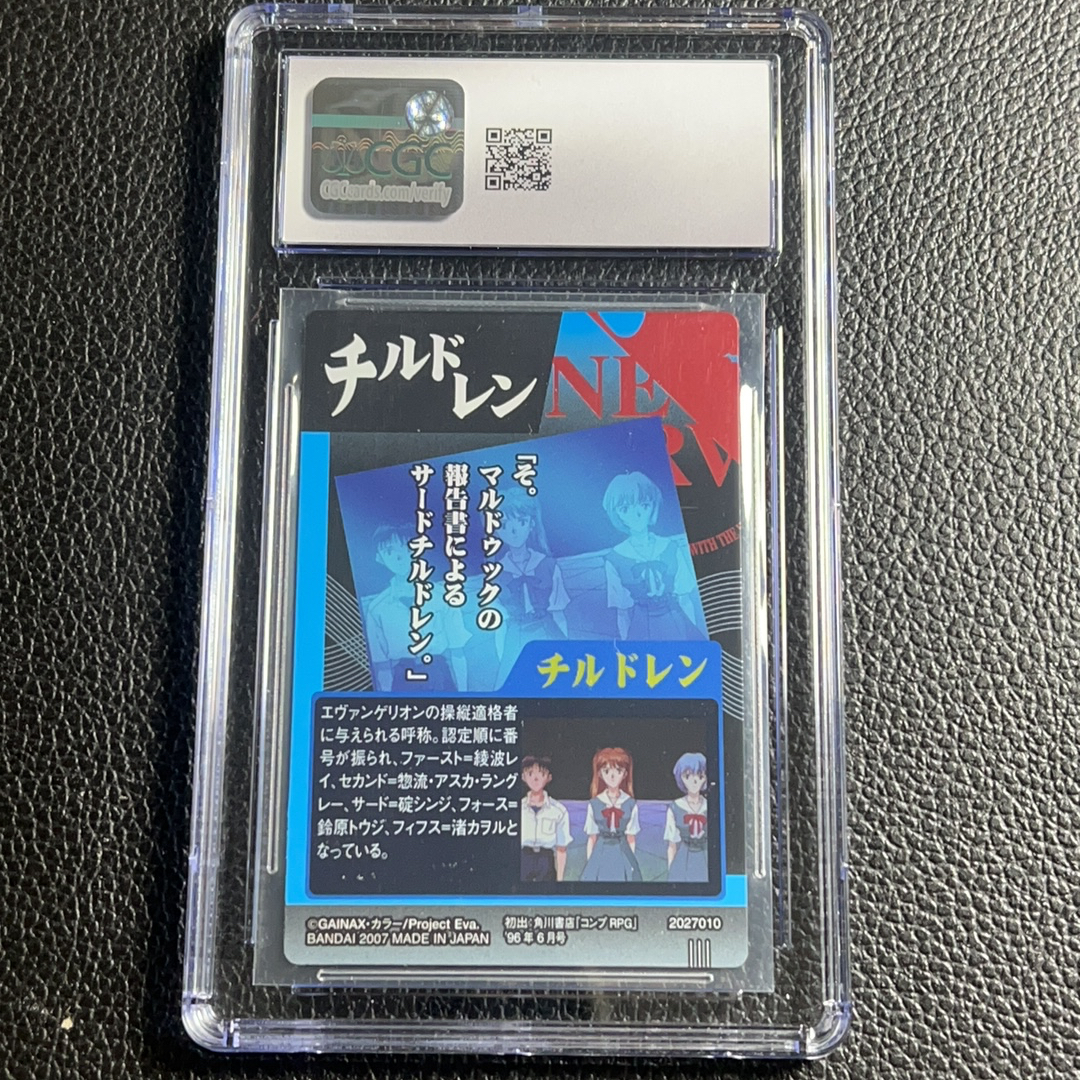 CGC
CGCcards.com/verify
チルドレン
NE
RV
WITH THE
「そ。
マルドゥックの
報告書による
サードチルドレン。」
チルドレン
エヴァンゲリオンの操縦適格者
に与えられる呼称。認定順に番
号が振られ、ファースト=綾波レ
イ、セカンド=惣流・アスカ・ラング
レー、サード=碇シンジ、フォース=
鈴原トウジ、フィフス=渚カヲルと
なっている。
©GAINAX・カラー/Project Eva.
BANDAI 2007 MADE IN JAPAN
初出:角川書店「コンプRPG」
'96年6月号
2027010